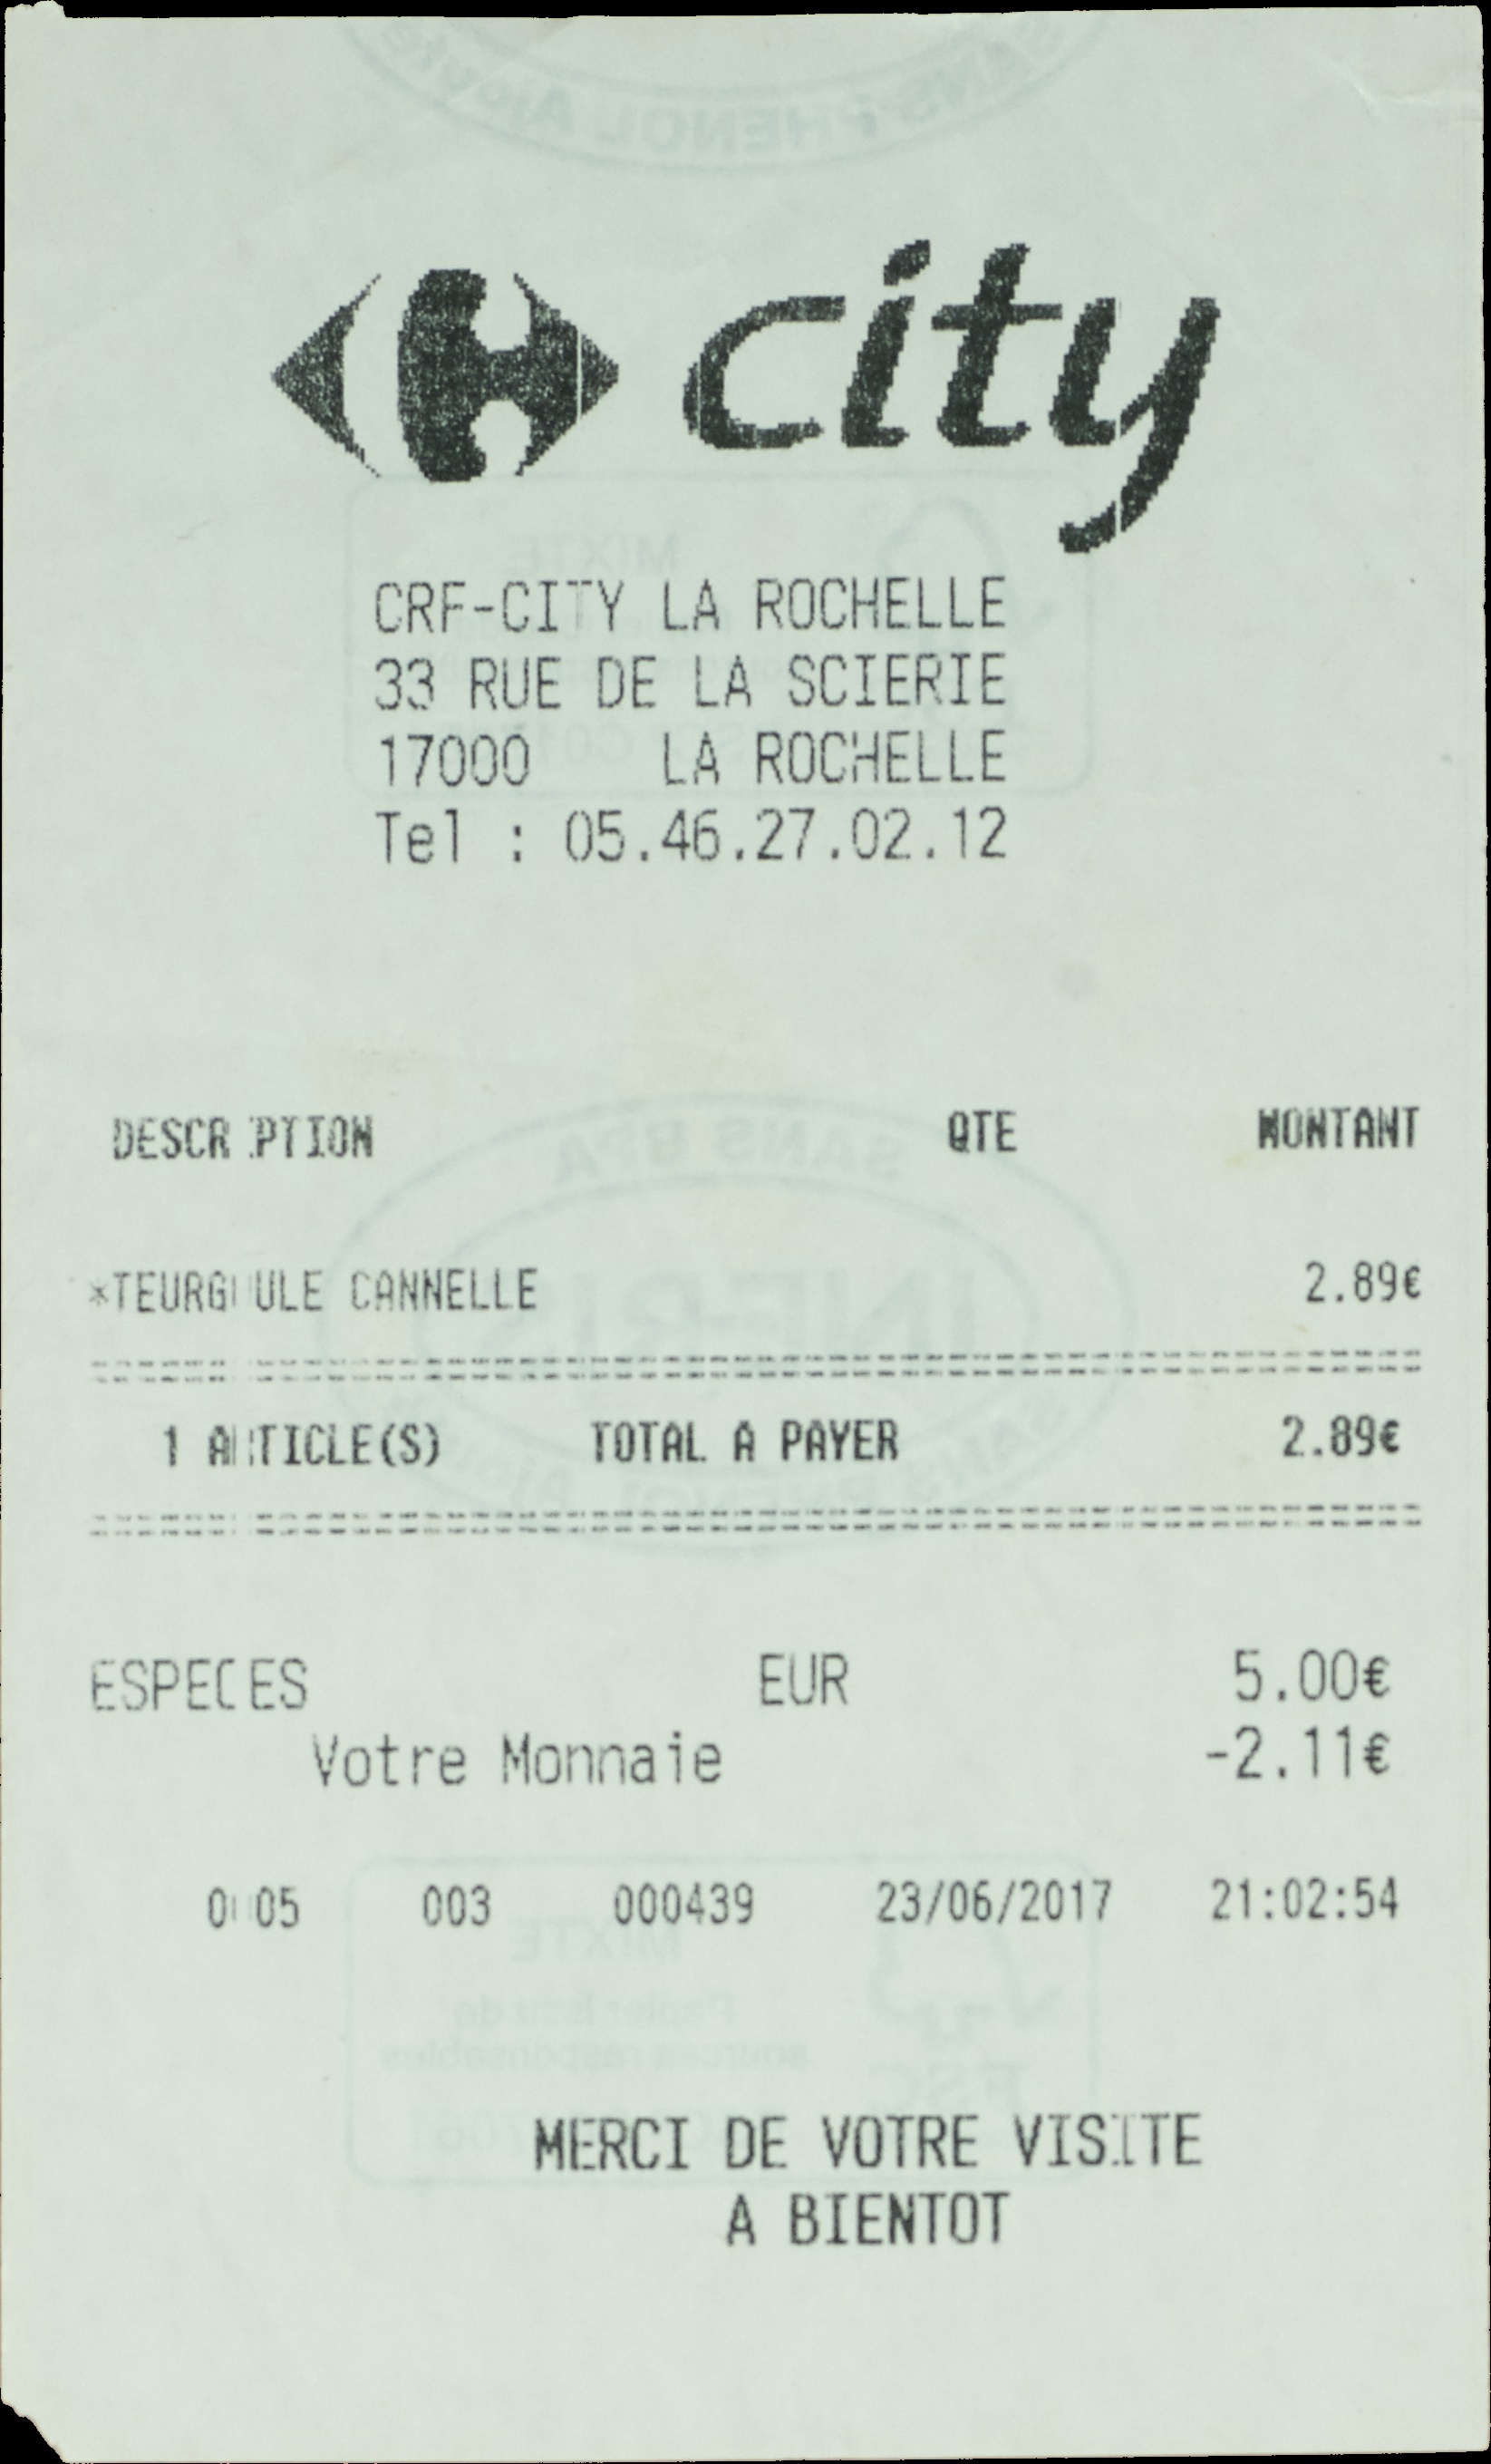 city
CRF-CITY LA ROCHELLE
33 RUE DE LA SCIERIE
17000 LA ROCHELLE
Tel : 05.46.27.02.12
DESCRIPTION QTE MONTANT
*TEURGOULE CANNELLE 2.89€
1 ARTICLE(S) TOTAL A PAYER 2.89€
ESPECES EUR 5.00€
Votre Monnaie -2.11€
0005 003 000439 23/06/2017 21:02:54
MERCI DE VOTRE VISITE
A BIENTOT